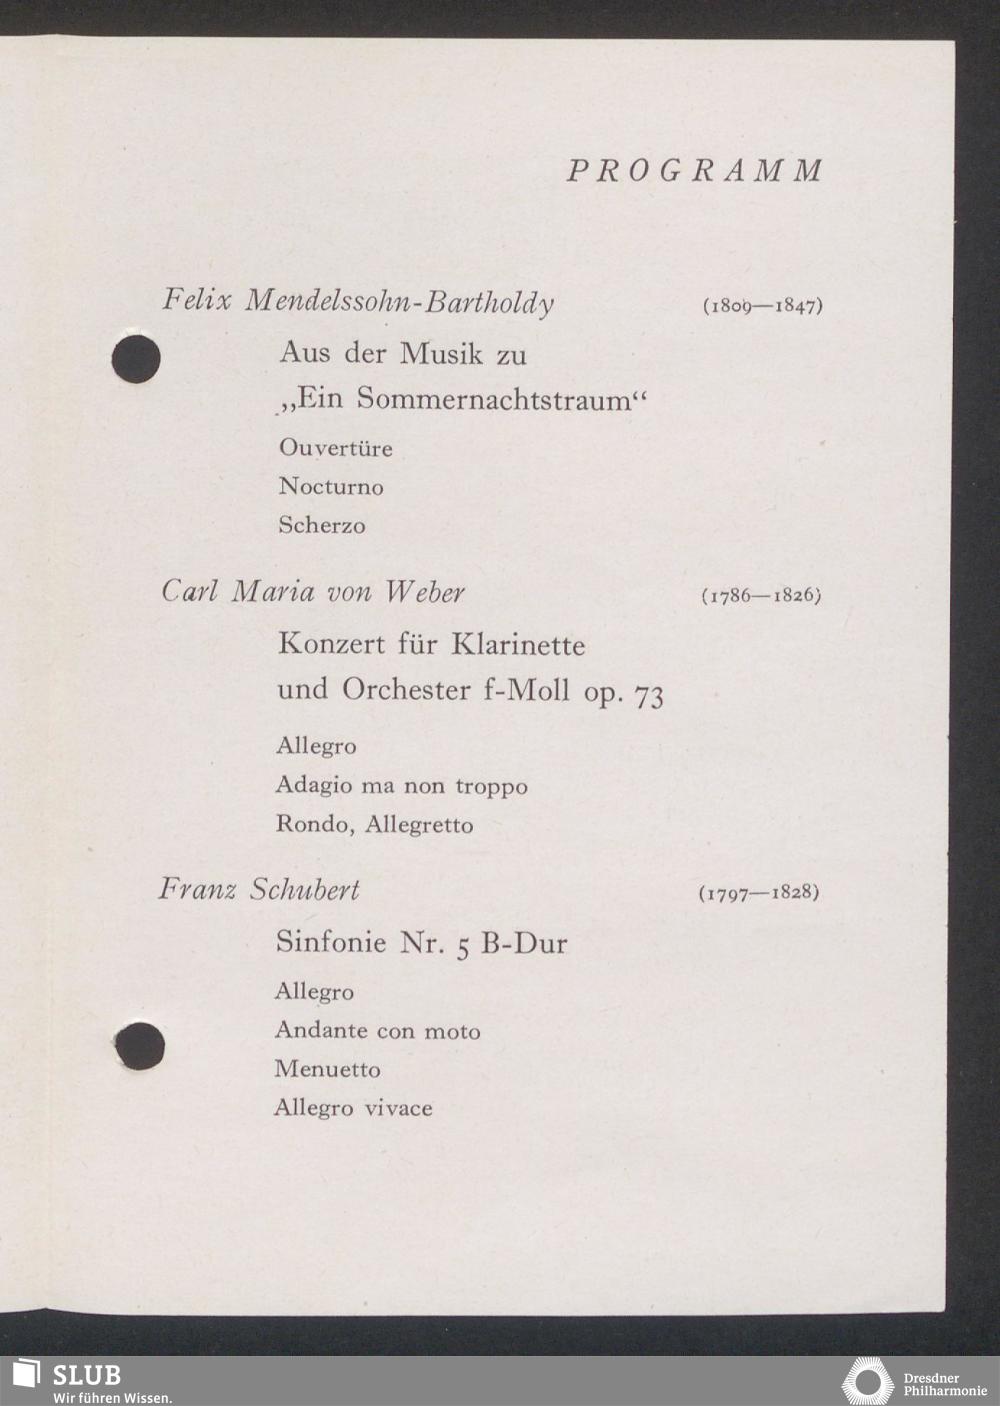 PROGRAMM
Felix Mendelssohn-Bartholdy (1809—1847)
Aus der Musik zu
„Ein Sommernachtstraum“
Ouvertüre
Nocturno
Scherzo
Carl Maria von Weber (1786—1826)
Konzert für Klarinette
und Orchester f-Moll op. 73
Allegro
Adagio ma non troppo
Rondo, Allegretto
Franz Schubert (1797—1828)
Sinfonie Nr. 5 B-Dur
Allegro
Andante con moto
Menuetto
Allegro vivace
SLUB
Wir führen Wissen.
Dresdner
Philharmonie